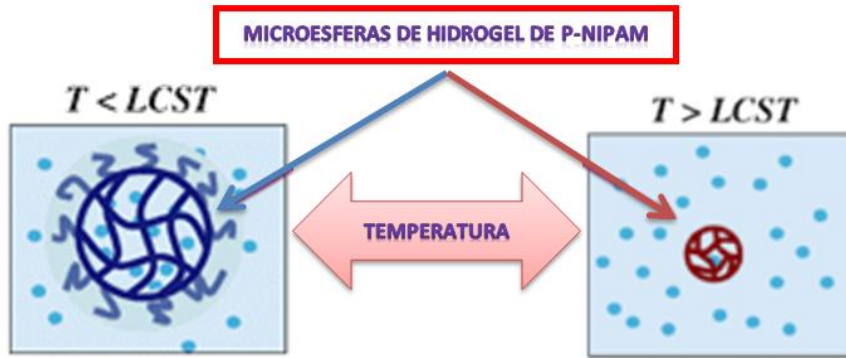 MICROESFERAS DE HIDROGEL DE P-NIPAM
T < LCST
T > LCST
TEMPERATURA